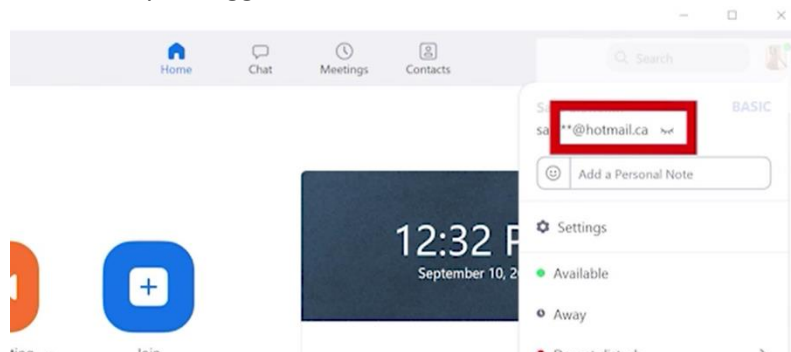 Home
Chat
Meetings
Contacts
Search
BASIC
sa**@hotmail.ca
Add a Personal Note
Settings
12:32
September 10,
Available
Away
Join